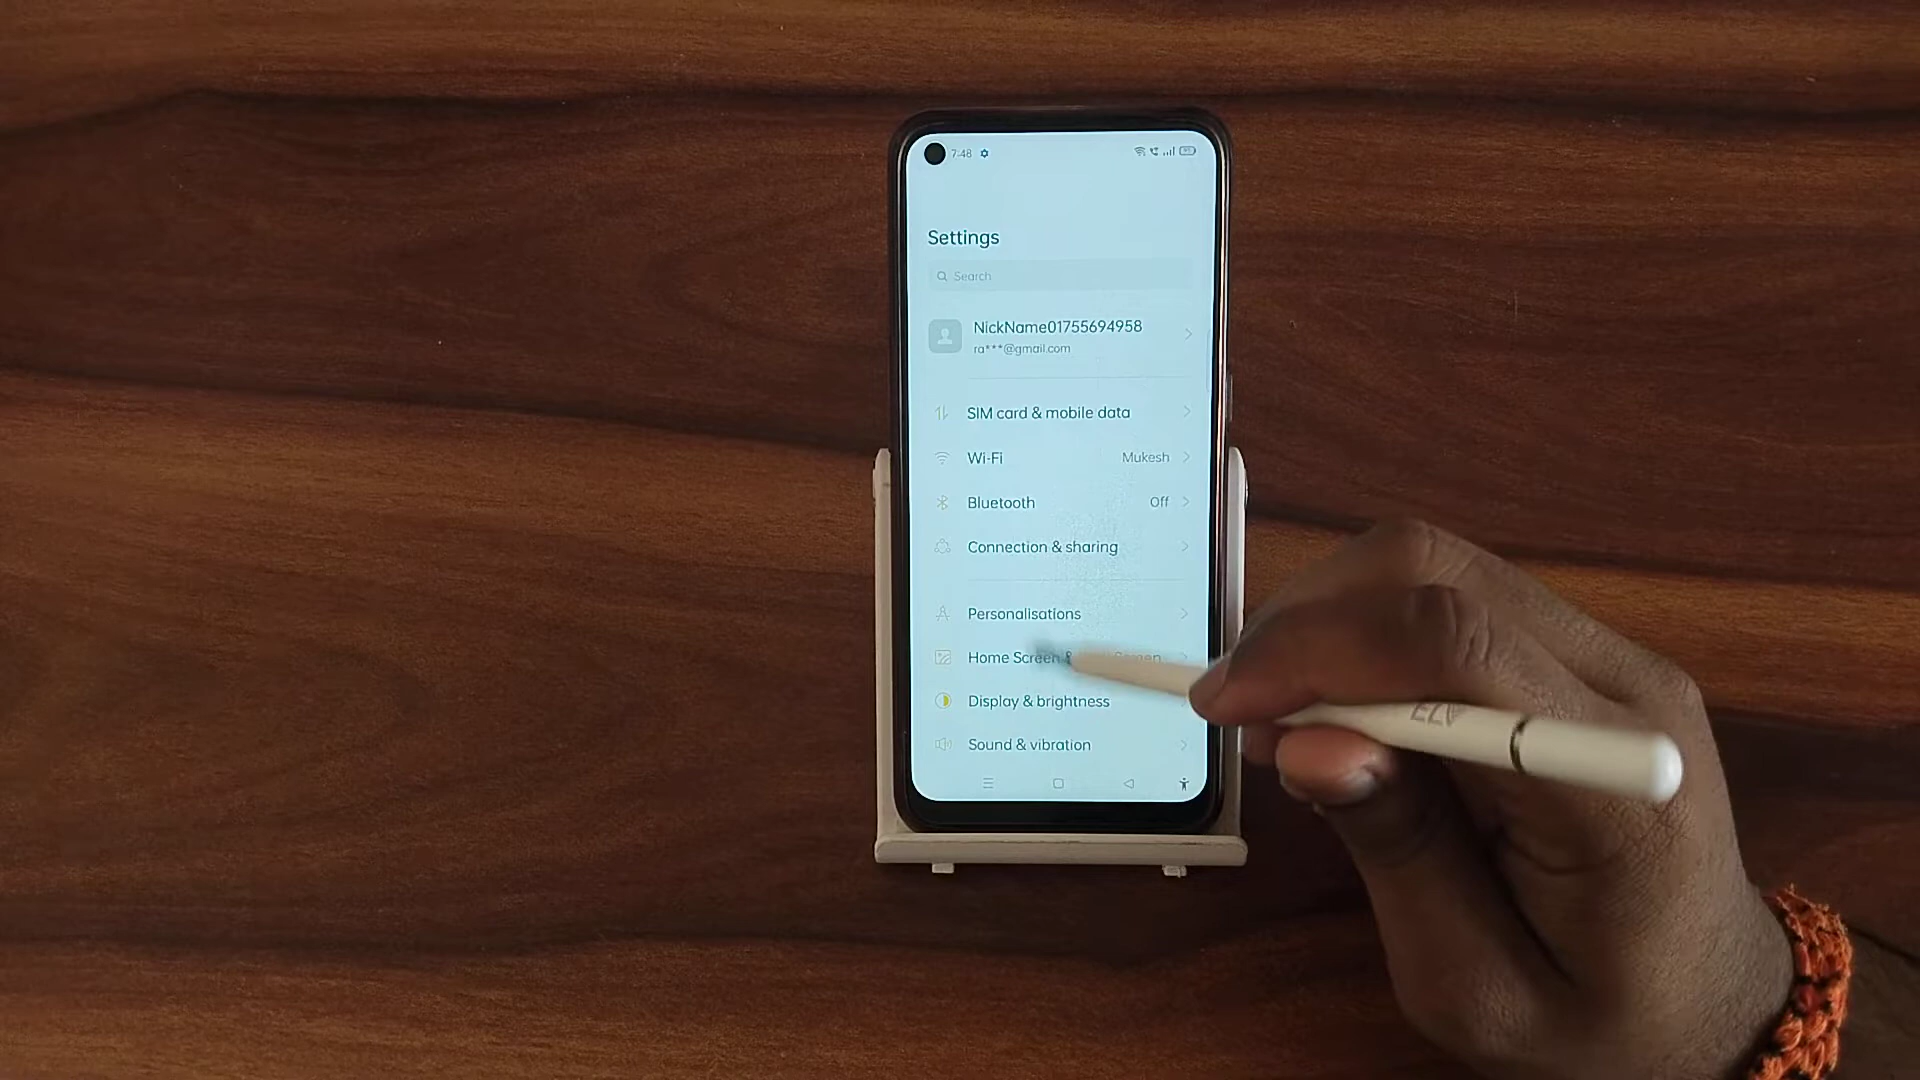 7:48
Settings
Search
NickName01755694958
ra***@gmail.com
SIM card & mobile data
Wi-Fi Mukesh
Bluetooth Off
Connection & sharing
Personalisations
Home Screen &
Display & brightness
Sound & vibration